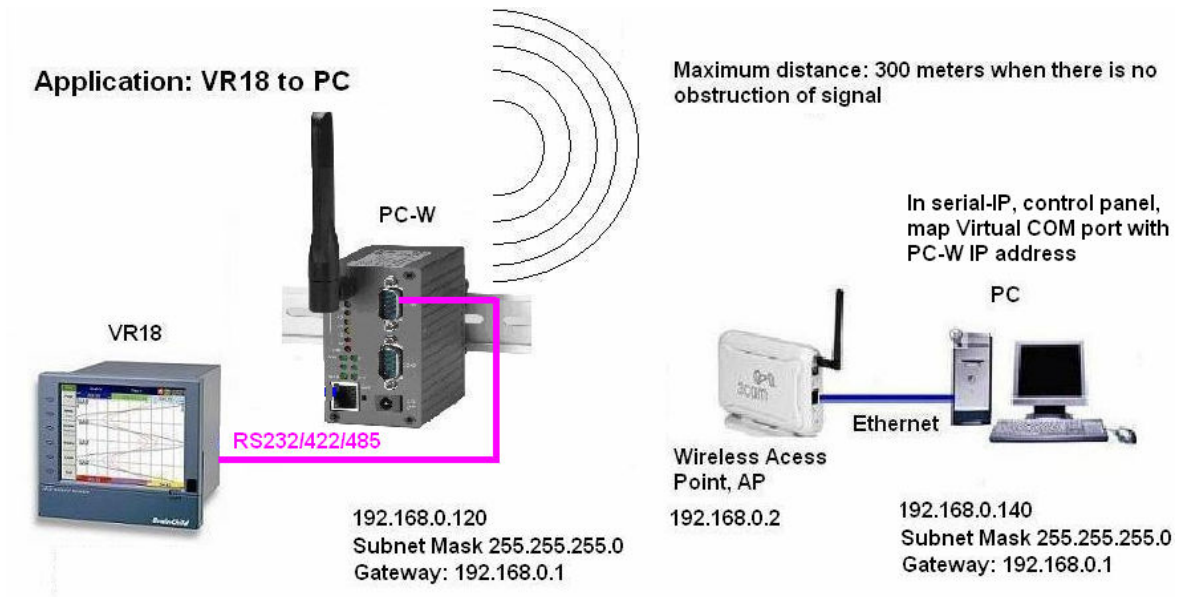 Application: VR18 to PC
Maximum distance: 300 meters when there is no
obstruction of signal
PC-W
In serial-IP, control panel,
map Virtual COM port with
PC-W IP address
PC
VR18
3com
RS232/422/485
Ethernet
BrainChild
Wireless Acess
Point, AP
192.168.0.2
192.168.0.120
Subnet Mask 255.255.255.0
Gateway: 192.168.0.1
192.168.0.140
Subnet Mask 255.255.255.0
Gateway: 192.168.0.1